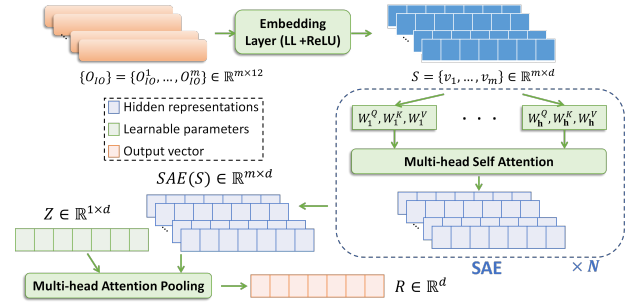 Embedding
Layer (LL +ReLU)
{O_IO} = {O_IO^1, …, O_IO^m} ∈ ℝ^{m×12}
S = {v_1, …, v_m} ∈ ℝ^{m×d}
Hidden representations
Learnable parameters
Output vector
W_1^Q, W_1^K, W_1^V
· · ·
W_h^Q, W_h^K, W_h^V
Multi-head Self Attention
SAE(S) ∈ ℝ^{m×d}
Z ∈ ℝ^{1×d}
SAE
× N
Multi-head Attention Pooling
R ∈ ℝ^d